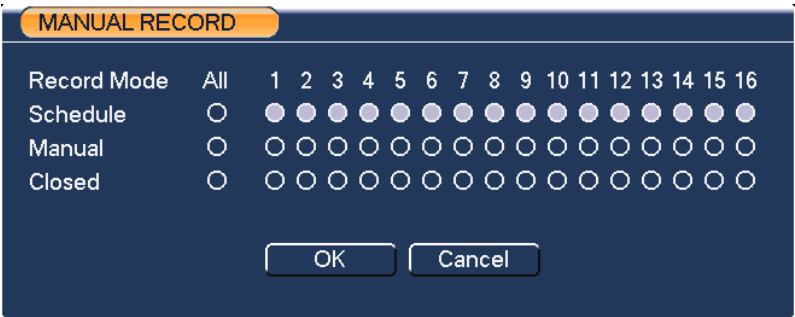 MANUAL RECORD
Record Mode All 1 2 3 4 5 6 7 8 9 10 11 12 13 14 15 16
Schedule
Manual
Closed
OK Cancel